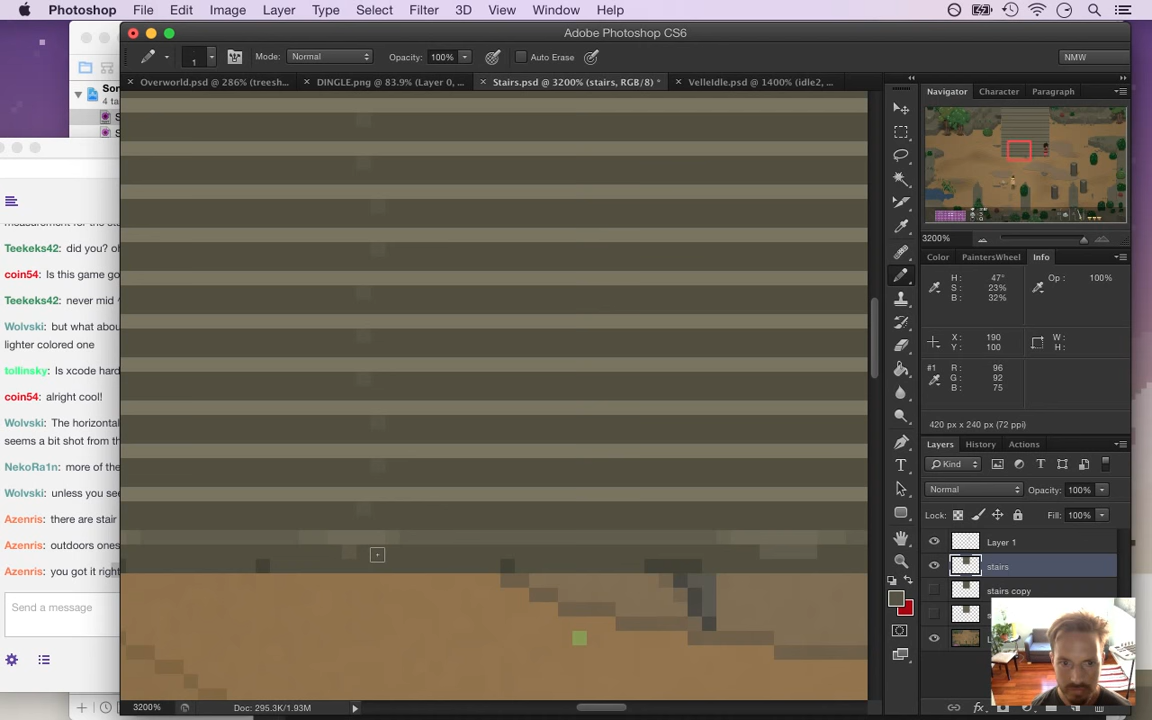 Photoshop File Edit Image Layer Type Select Filter 3D View Window Help
Adobe Photoshop CS6
1 Mode: Normal Opacity: 100% Auto Erase NMW
Overworld.psd @ 286% (treesh... DINGLE.png @ 83.9% (Layer 0, ... Stairs.psd @ 3200% (stairs, RGB/8) * VelleIdle.psd @ 1400% (idle2, ...
Son
4 ta
S
S
Teekeks42: did you? oh
coin54: Is this game go
Teekeks42: never mid
Wolvski: but what abou
lighter colored one
tollinsky: Is xcode hard
coin54: alright cool!
Wolvski: The horizontal
seems a bit shot from th
NekoRa1n: more of the
Wolvski: unless you see
Azenris: there are stair
Azenris: outdoors ones
Azenris: you got it right
Send a message
Navigator Character Paragraph
3200%
Color PaintersWheel Info
H: 47° Op: 100%
S: 23%
B: 32%
X: 190 W:
Y: 100 H:
#1 R: 96
G: 92
B: 75
420 px x 240 px (72 ppi)
Layers History Actions
Kind
Normal Opacity: 100%
Lock: Fill: 100%
Layer 1
stairs
stairs copy
s
L
fx
3200% Doc: 295.3K/1.93M